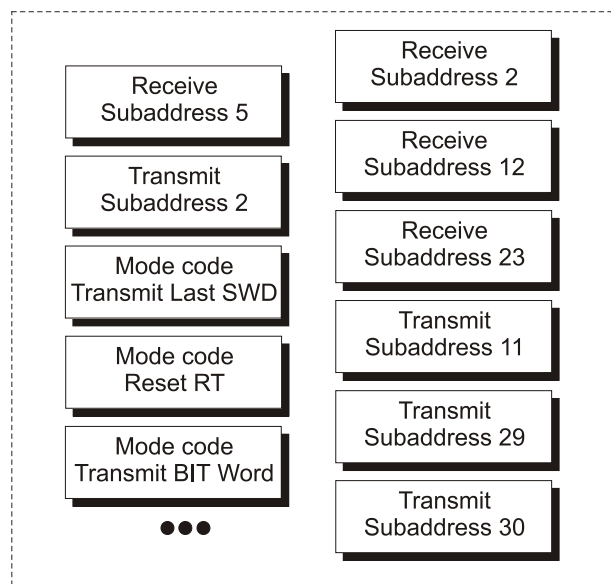 Receive
Subaddress 5
Transmit
Subaddress 2
Mode code
Transmit Last SWD
Mode code
Reset RT
Mode code
Transmit BIT Word
Receive
Subaddress 2
Receive
Subaddress 12
Receive
Subaddress 23
Transmit
Subaddress 11
Transmit
Subaddress 29
Transmit
Subaddress 30